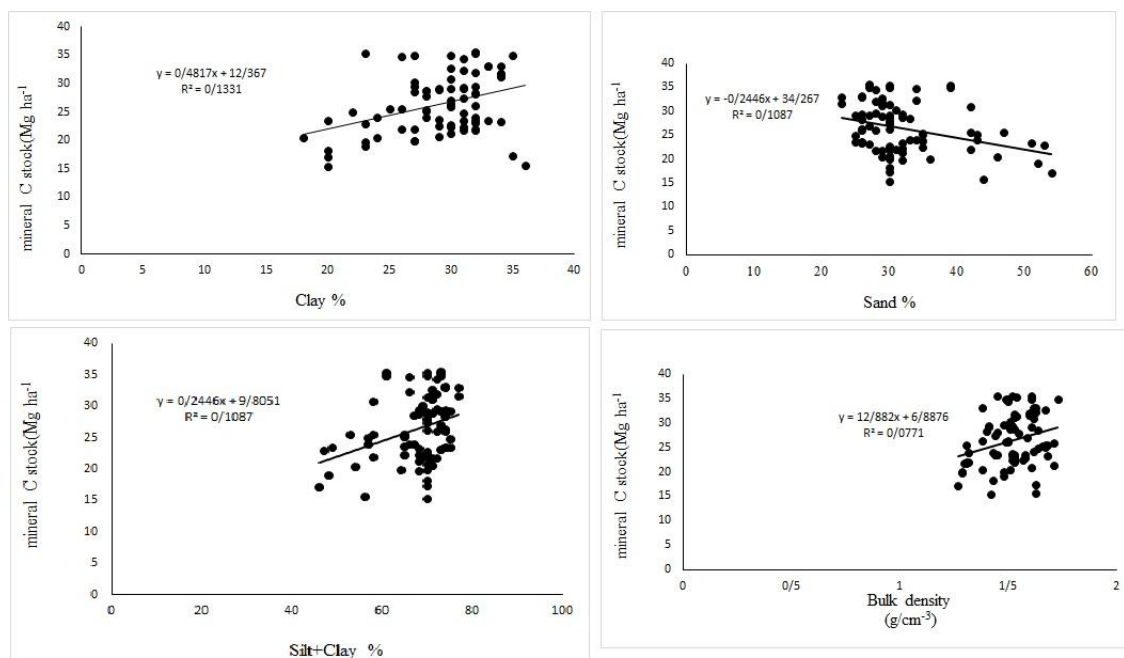 40
35
30
25
20
15
10
5
0
mineral C stock(Mg ha⁻¹
y = 0/4817x + 12/367
R² = 0/1331
0 5 10 15 20 25 30 35 40
Clay %
40
35
30
25
20
15
10
5
0
mineral C stock(Mg ha⁻¹
y = -0/2446x + 34/267
R² = 0/1087
0 10 20 30 40 50 60
Sand %
40
35
30
25
20
15
10
5
0
mineral C stock(Mg ha⁻¹
y = 0/2446x + 9/8051
R² = 0/1087
0 20 40 60 80 100
Silt+Clay %
40
35
30
25
20
15
10
5
0
mineral C stock(Mg ha⁻¹
y = 12/882x + 6/8876
R² = 0/0771
0 0/5 1 1/5 2
Bulk density
(g/cm⁻³)